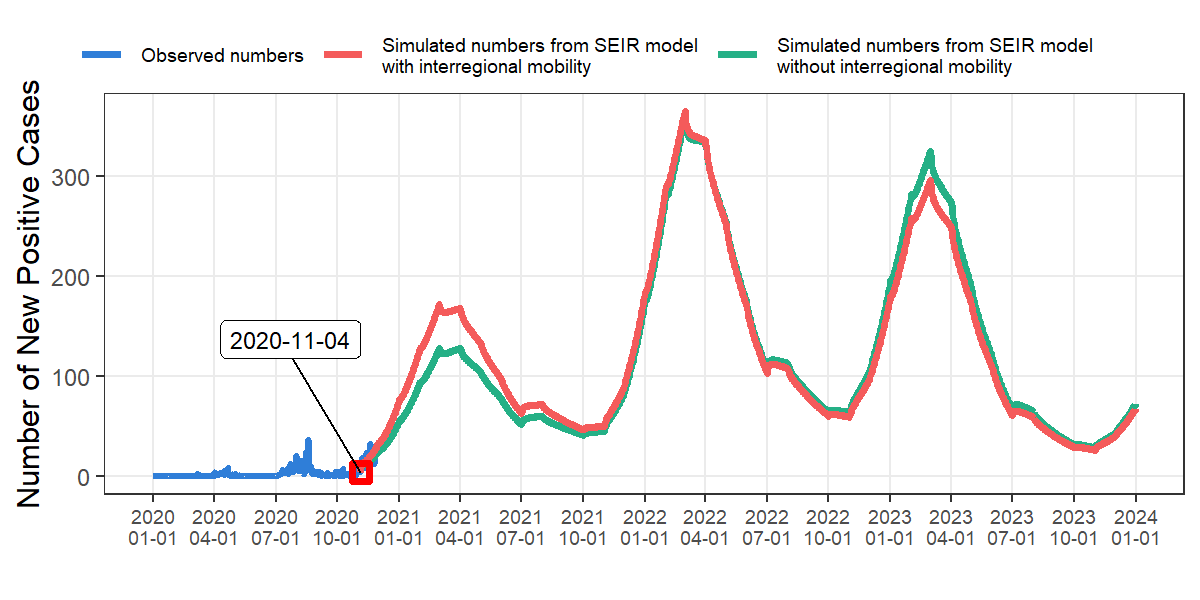 Observed numbers
Simulated numbers from SEIR model
with interregional mobility
Simulated numbers from SEIR model
without interregional mobility
Number of New Positive Cases
300
200
100
0
2020-11-04
2020 2020 2020 2020 2021 2021 2021 2021 2022 2022 2022 2022 2023 2023 2023 2023 2024
01-01 04-01 07-01 10-01 01-01 04-01 07-01 10-01 01-01 04-01 07-01 10-01 01-01 04-01 07-01 10-01 01-01